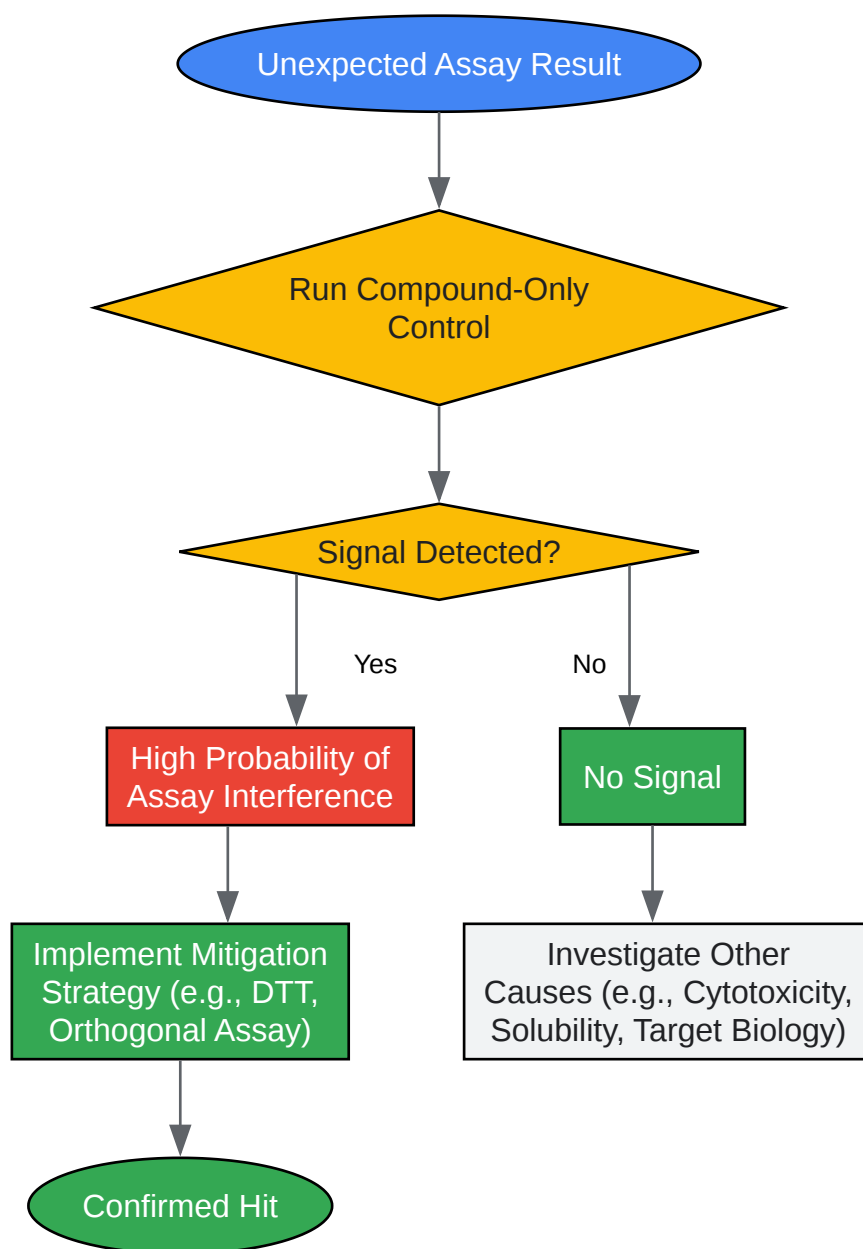 Unexpected Assay Result
Run Compound-Only
Control
Signal Detected?
Yes
No
High Probability of
Assay Interference
No Signal
Implement Mitigation
Strategy (e.g., DTT,
Orthogonal Assay)
Investigate Other
Causes (e.g., Cytotoxicity,
Solubility, Target Biology)
Confirmed Hit